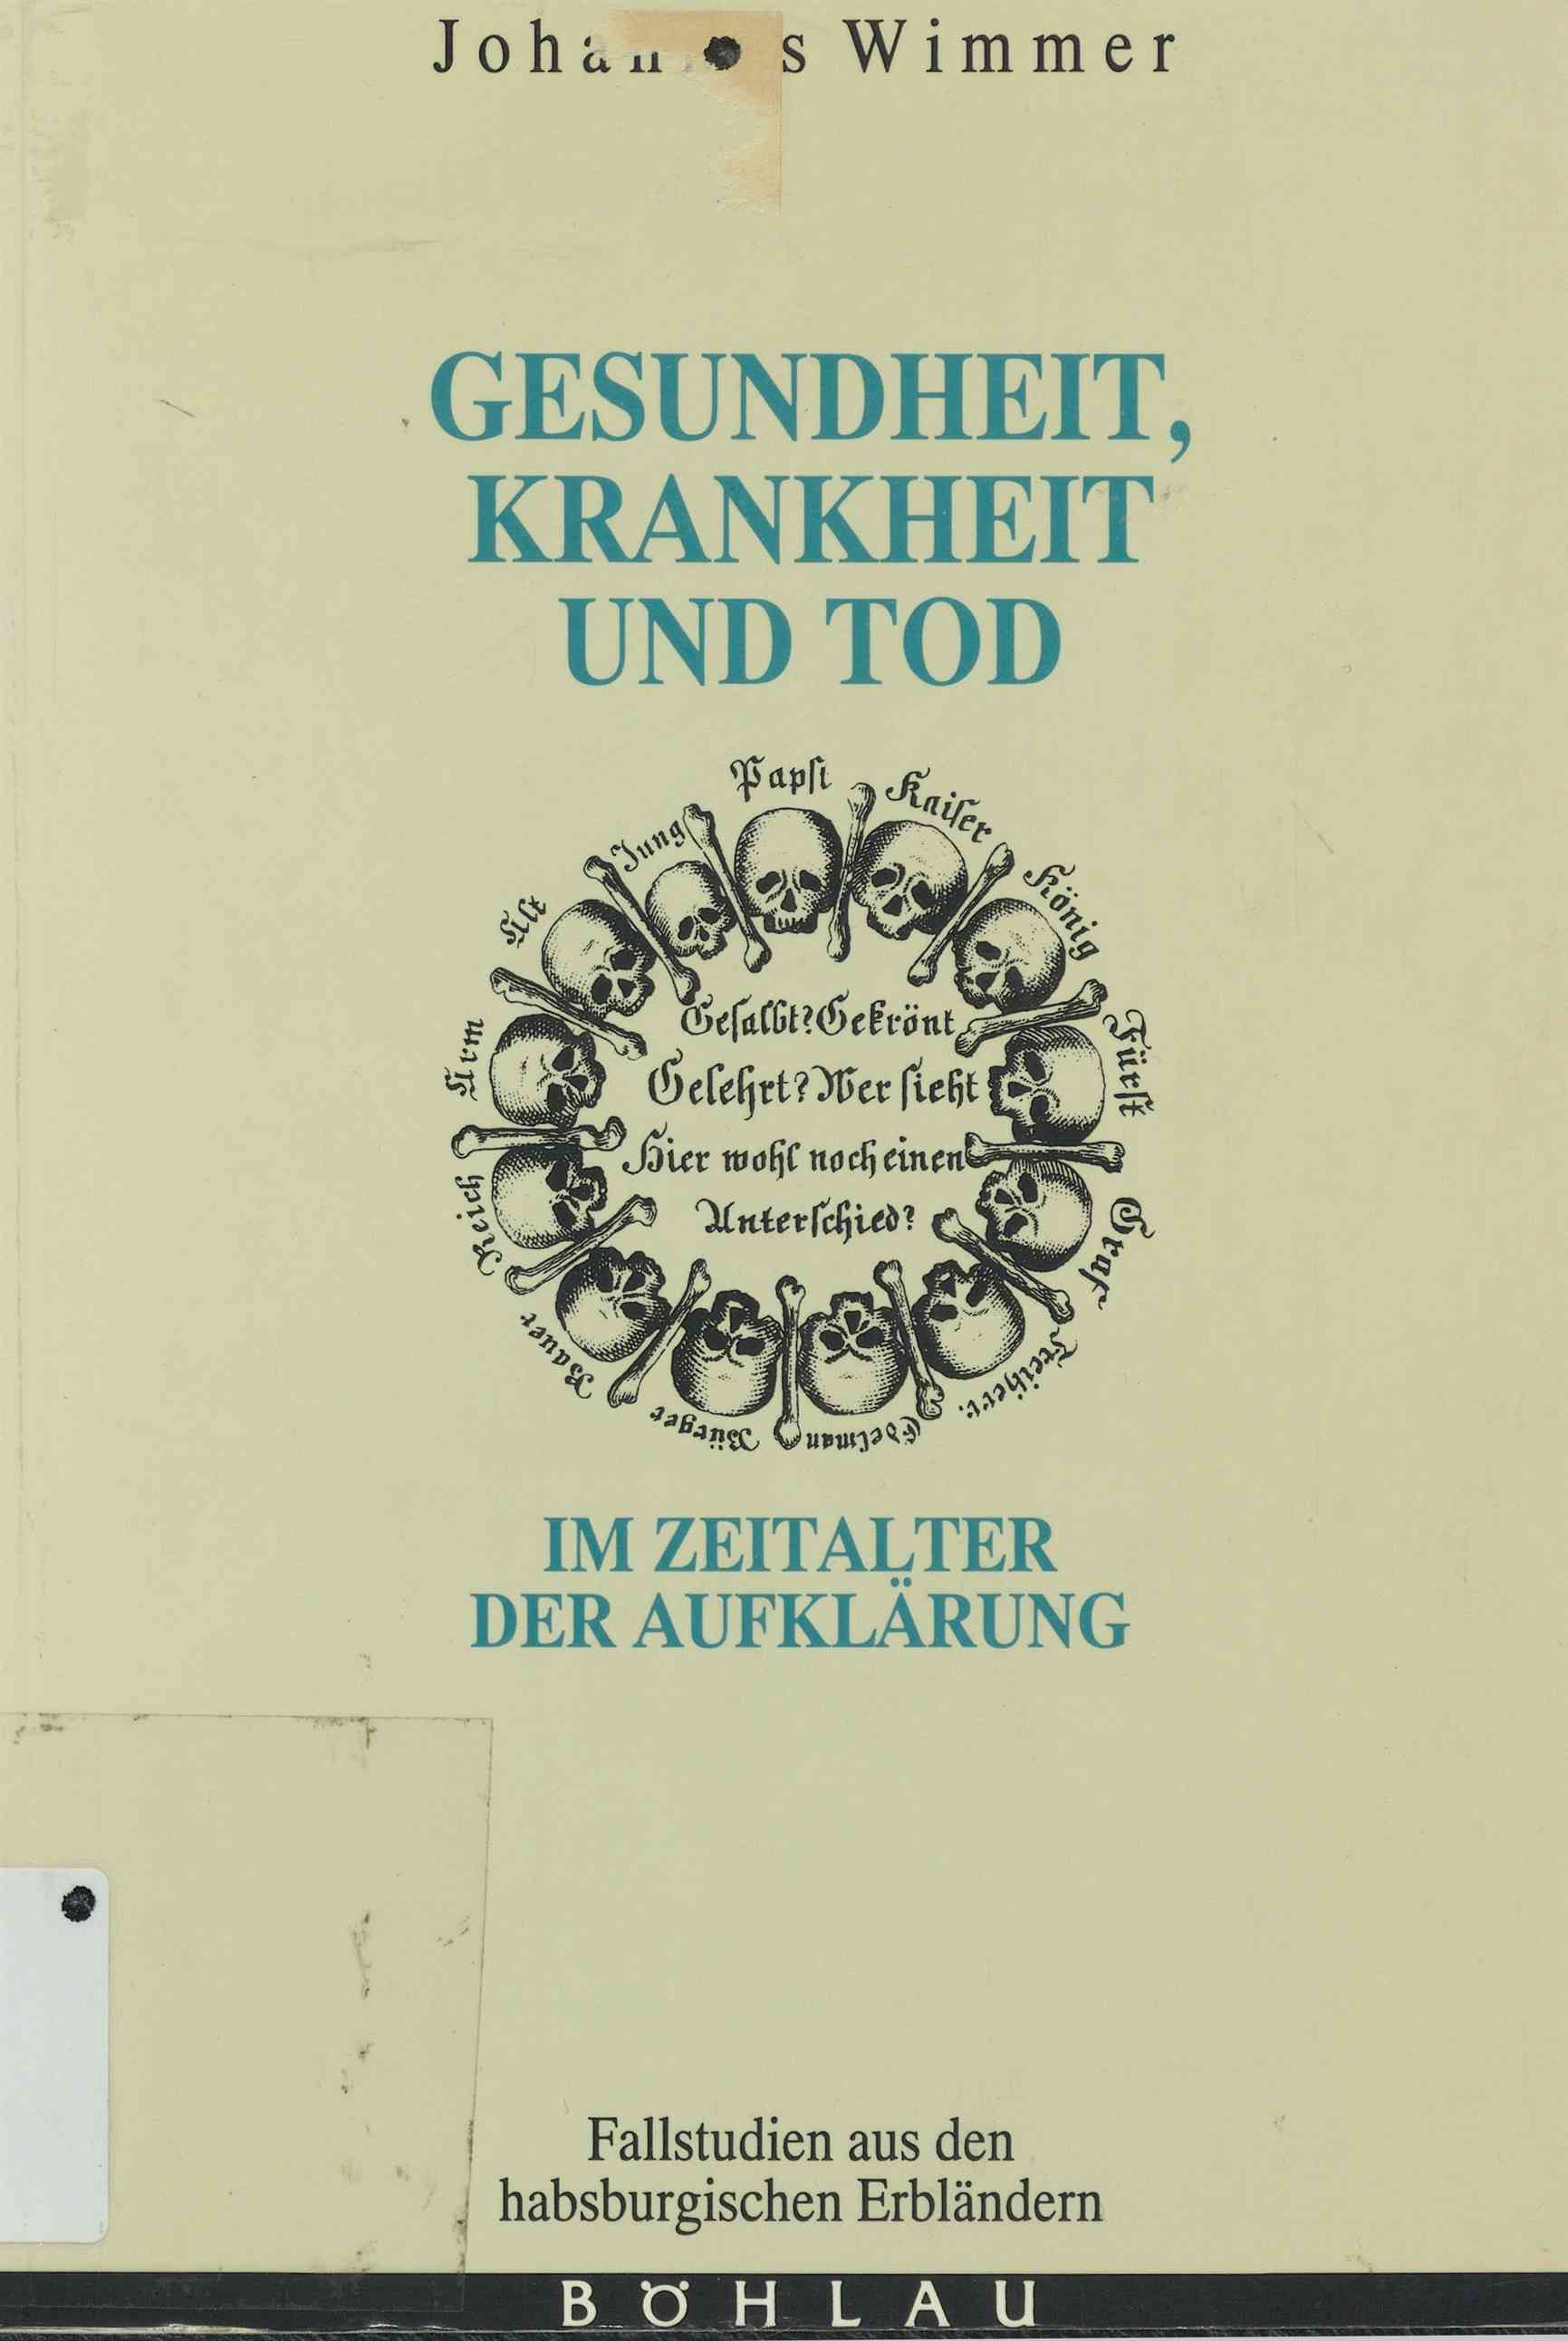 Wimmer
GESUNDHEIT,
KRANKHEIT
UND TOD
Papst
Kaiser
König
Fürst
Graf
Freiherr.
Edelman
Bürger
Bauer
Reich
Arm
Alt
Jung
Gesalbt? Gekrönt
Gelehrt? Wer sieht
Hier wohl noch einen
Unterschied?
IM ZEITALTER
DER AUFKLÄRUNG
Fallstudien aus den
habsburgischen Erbländern
BÖHLAU